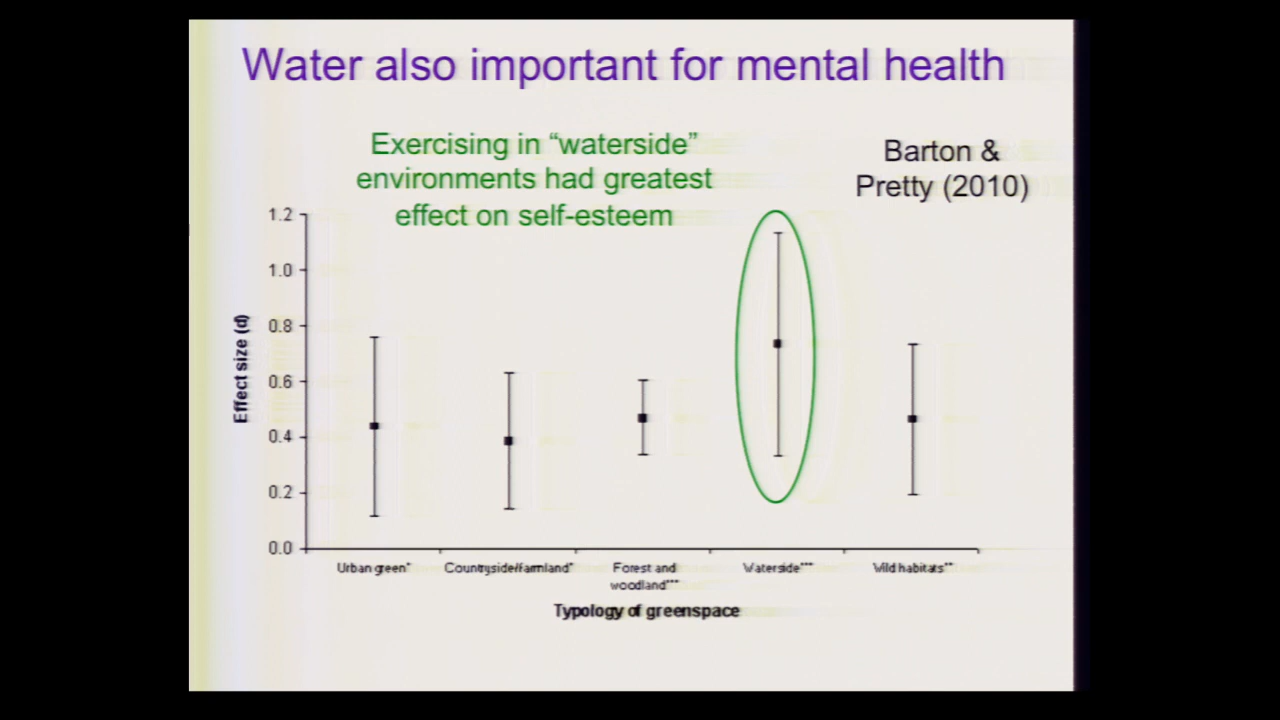 Water also important for mental health
Exercising in “waterside”
environments had greatest
effect on self-esteem
Barton &
Pretty (2010)
1.2
1.0
0.8
0.6
0.4
0.2
0.0
Effect size (d)
Urban green*
Countryside/farmland*
Forest and
woodland***
Waterside***
Wild habitats**
Typology of greenspace